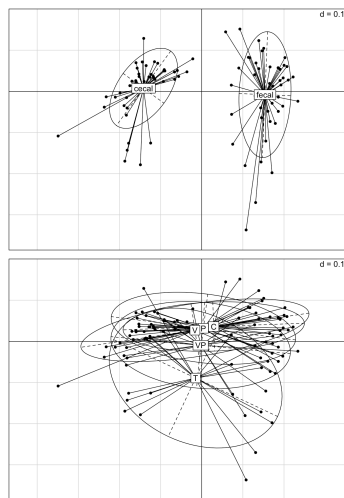 d = 0.1
cecal
fecal
d = 0.1
V P C
VP
T